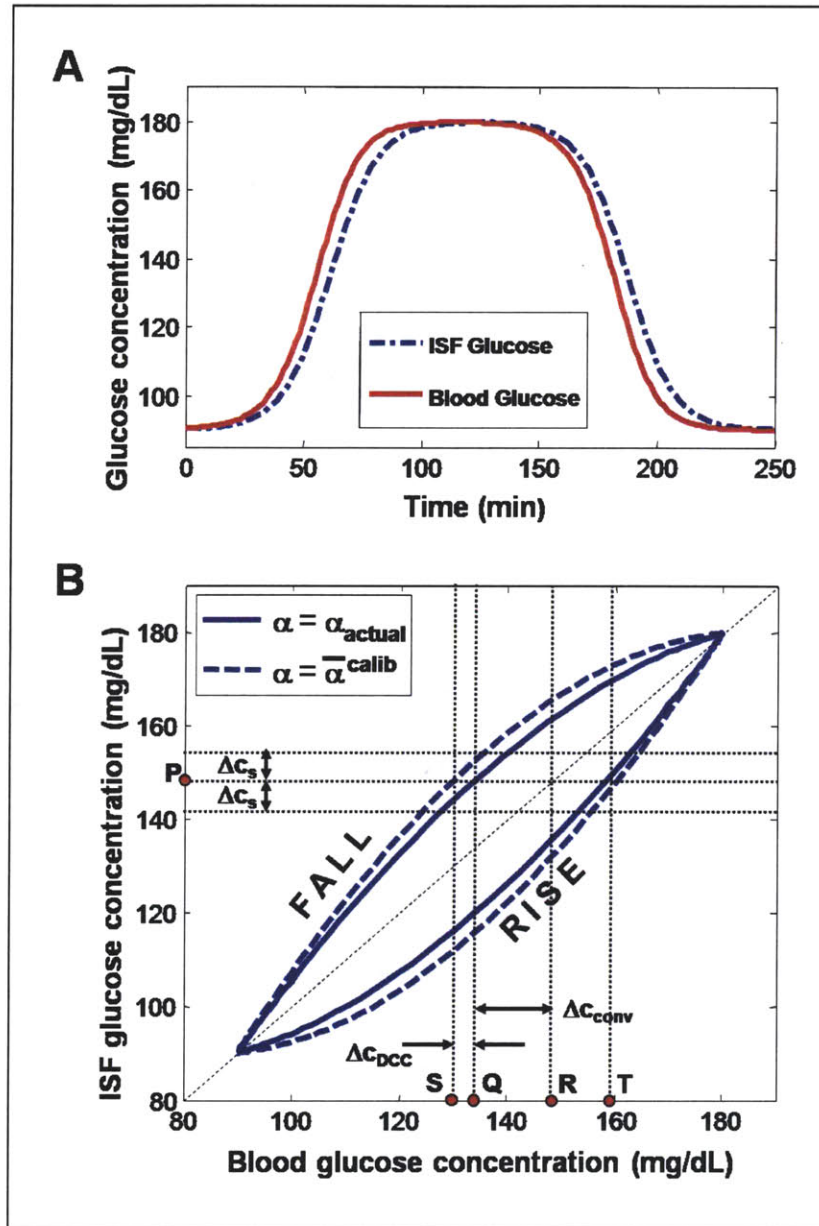 A
Glucose concentration (mg/dL)
180
160
140
120
100
ISF Glucose
Blood Glucose
0
50
100
150
200
250
Time (min)
B
ISF glucose concentration (mg/dL)
180
160
140
120
100
80
α = α_actual
α = α̅^calib
P
Δc_s
Δc_s
FALL
RISE
Δc_conv
Δc_DCC
S
Q
R
T
80
100
120
140
160
180
Blood glucose concentration (mg/dL)